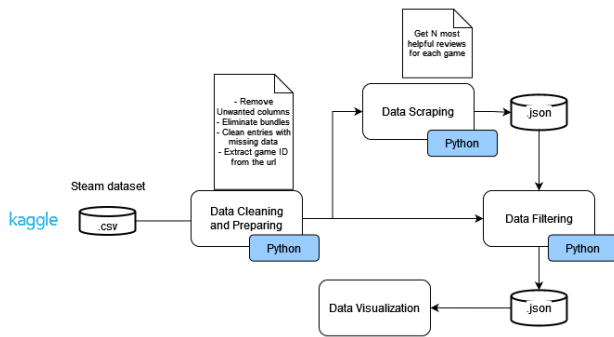 Get N most
helpful reviews
for each game
- Remove
Unwanted columns
- Eliminate bundles
- Clean entries with
missing data
- Extract game ID
from the url
Data Scraping
Python
.json
Steam dataset
kaggle
.csv
Data Cleaning
and Preparing
Python
Data Filtering
Python
Data Visualization
.json